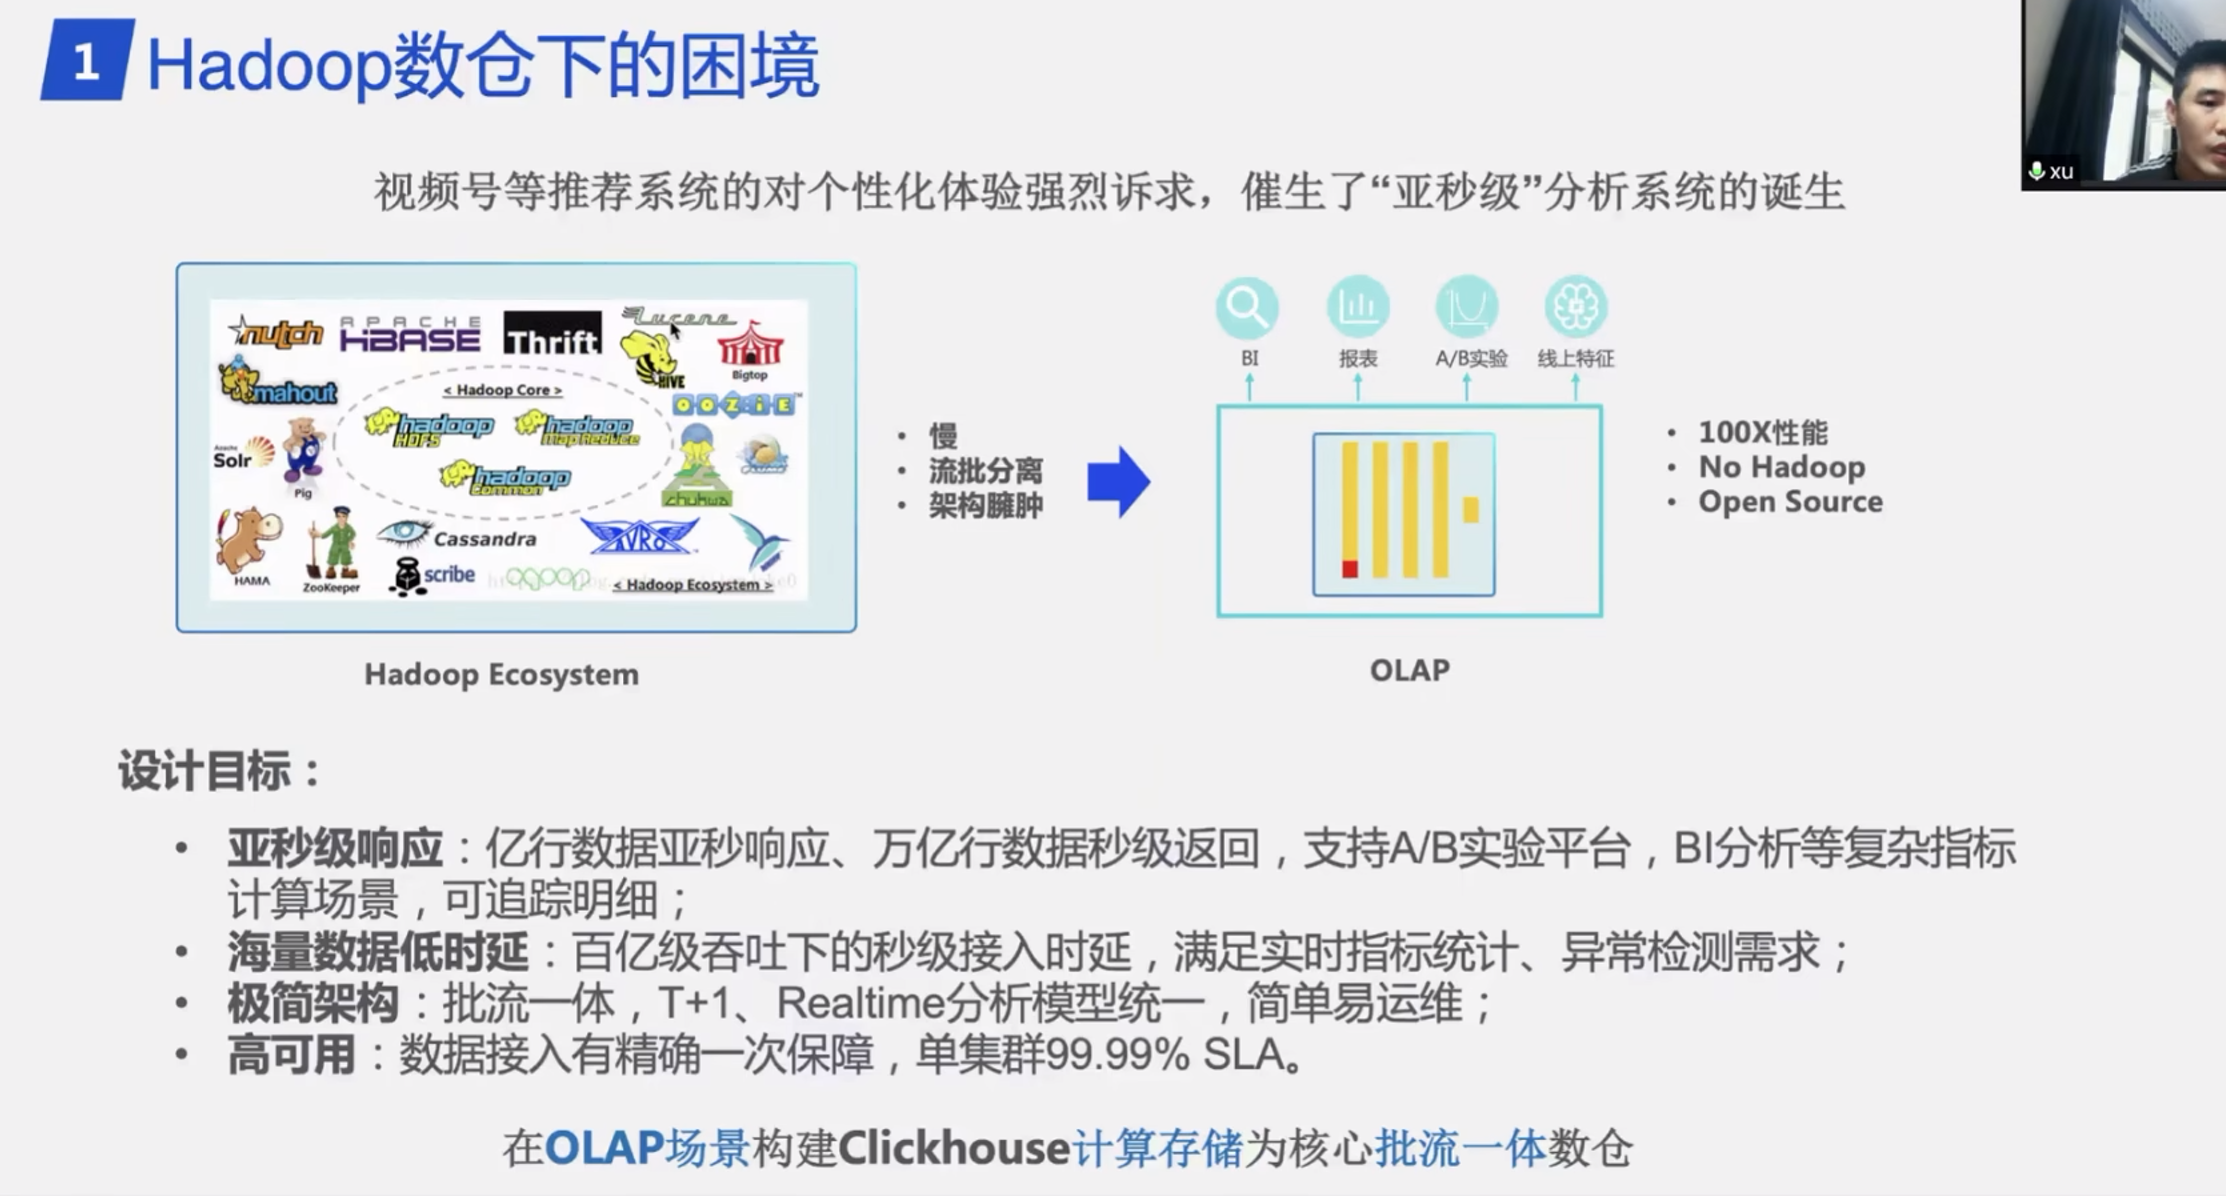 1 Hadoop数仓下的困境
xu
视频号等推荐系统的对个性化体验强烈诉求，催生了“亚秒级”分析系统的诞生
nutch
APACHE HBASE
Thrift
Lucene
HIVE
Bigtop
mahout
< Hadoop Core >
hadoop HDFS
hadoop MapReduce
OOZIE
Apache Solr
Pig
hadoop Common
chukwa
HAMA
ZooKeeper
Cassandra
scribe
AVRO
sqoop
< Hadoop Ecosystem >
Hadoop Ecosystem
• 慢
• 流批分离
• 架构臃肿
BI
报表
A/B实验
线上特征
OLAP
• 100X性能
• No Hadoop
• Open Source
设计目标：
• 亚秒级响应：亿行数据亚秒响应、万亿行数据秒级返回，支持A/B实验平台，BI分析等复杂指标
计算场景，可追踪明细；
• 海量数据低时延：百亿级吞吐下的秒级接入时延，满足实时指标统计、异常检测需求；
• 极简架构：批流一体，T+1、Realtime分析模型统一，简单易运维；
• 高可用：数据接入有精确一次保障，单集群99.99% SLA。
在OLAP场景构建Clickhouse计算存储为核心批流一体数仓